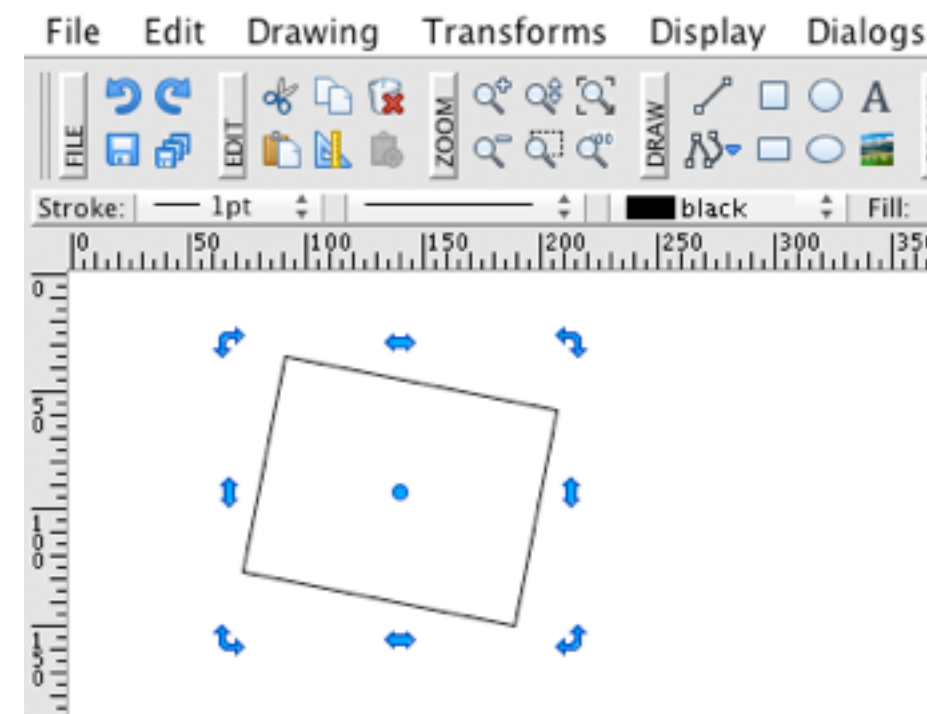 File Edit Drawing Transforms Display Dialogs
FILE EDIT ZOOM DRAW A
Stroke: 1pt black Fill:
0 50 100 150 200 250 300 350
0
50
100
150